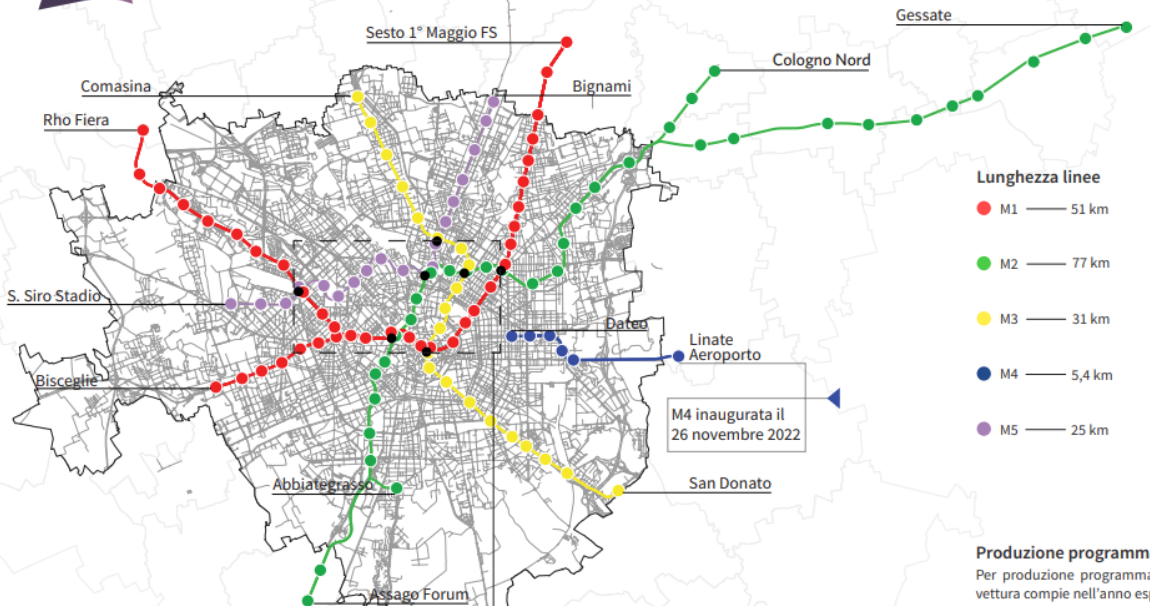 Gessate
Sesto 1° Maggio FS
Cologno Nord
Comasina
Bignami
Rho Fiera
Lunghezza linee
M1 51 km
M2 77 km
S. Siro Stadio
M3 31 km
Dateo
Linate
Aeroporto
M4 5,4 km
Bisceglie
M4 inaugurata il
26 novembre 2022
M5 25 km
Abbiategrasso
San Donato
Produzione programm
Per produzione programma
vettura compie nell'anno esp
Assago Forum